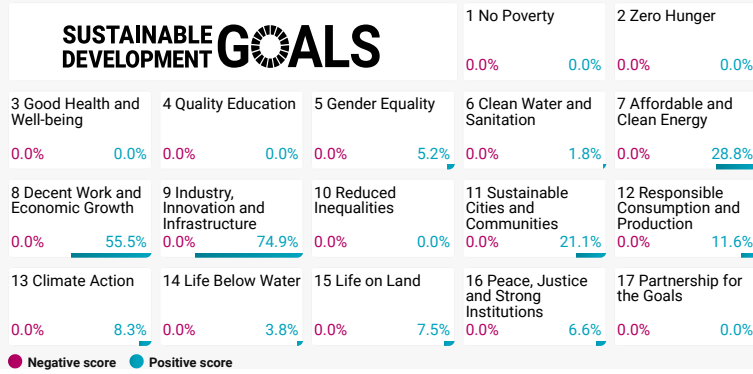 SUSTAINABLE
DEVELOPMENT GOALS
1 No Poverty
0.0% 0.0%
2 Zero Hunger
0.0% 0.0%
3 Good Health and
Well-being
0.0% 0.0%
4 Quality Education
0.0% 0.0%
5 Gender Equality
0.0% 5.2%
6 Clean Water and
Sanitation
0.0% 1.8%
7 Affordable and
Clean Energy
0.0% 28.8%
8 Decent Work and
Economic Growth
0.0% 55.5%
9 Industry,
Innovation and
Infrastructure
0.0% 74.9%
10 Reduced
Inequalities
0.0% 0.0%
11 Sustainable
Cities and
Communities
0.0% 21.1%
12 Responsible
Consumption and
Production
0.0% 11.6%
13 Climate Action
0.0% 8.3%
14 Life Below Water
0.0% 3.8%
15 Life on Land
0.0% 7.5%
16 Peace, Justice
and Strong
Institutions
0.0% 6.6%
17 Partnership for
the Goals
0.0% 0.0%
Negative score Positive score